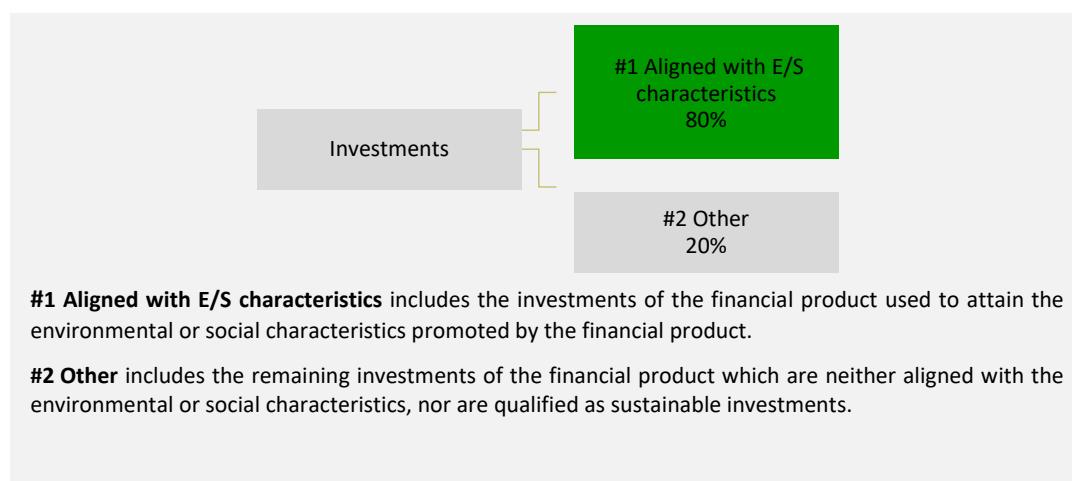 #1 Aligned with E/S
characteristics
80%
Investments
#2 Other
20%
#1 Aligned with E/S characteristics includes the investments of the financial product used to attain the
environmental or social characteristics promoted by the financial product.
#2 Other includes the remaining investments of the financial product which are neither aligned with the
environmental or social characteristics, nor are qualified as sustainable investments.